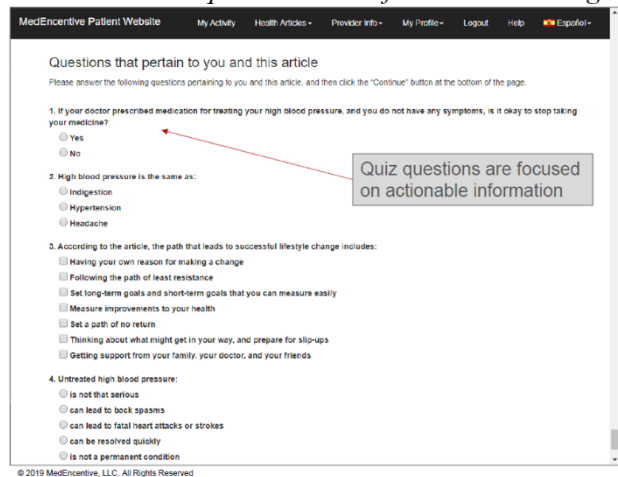 MedEncentive Patient Website My Activity Health Articles Provider Info My Profile Logout Help Español
Questions that pertain to you and this article
Please answer the following questions pertaining to you and this article, and then click the "Continue" button at the bottom of the page.
1. If your doctor prescribed medication for treating your high blood pressure, and you do not have any symptoms, is it okay to stop taking
your medicine?
Yes
No
Quiz questions are focused
on actionable information
2. High blood pressure is the same as:
Indigestion
Hypertension
Headache
3. According to the article, the path that leads to successful lifestyle change includes:
Having your own reason for making a change
Following the path of least resistance
Set long-term goals and short-term goals that you can measure easily
Measure improvements to your health
Set a path of no return
Thinking about what might get in your way, and prepare for slip-ups
Getting support from your family, your doctor, and your friends
4. Untreated high blood pressure:
is not that serious
can lead to back spasms
can lead to fatal heart attacks or strokes
can be resolved quickly
is not a permanent condition
© 2019 MedEncentive, LLC. All Rights Reserved